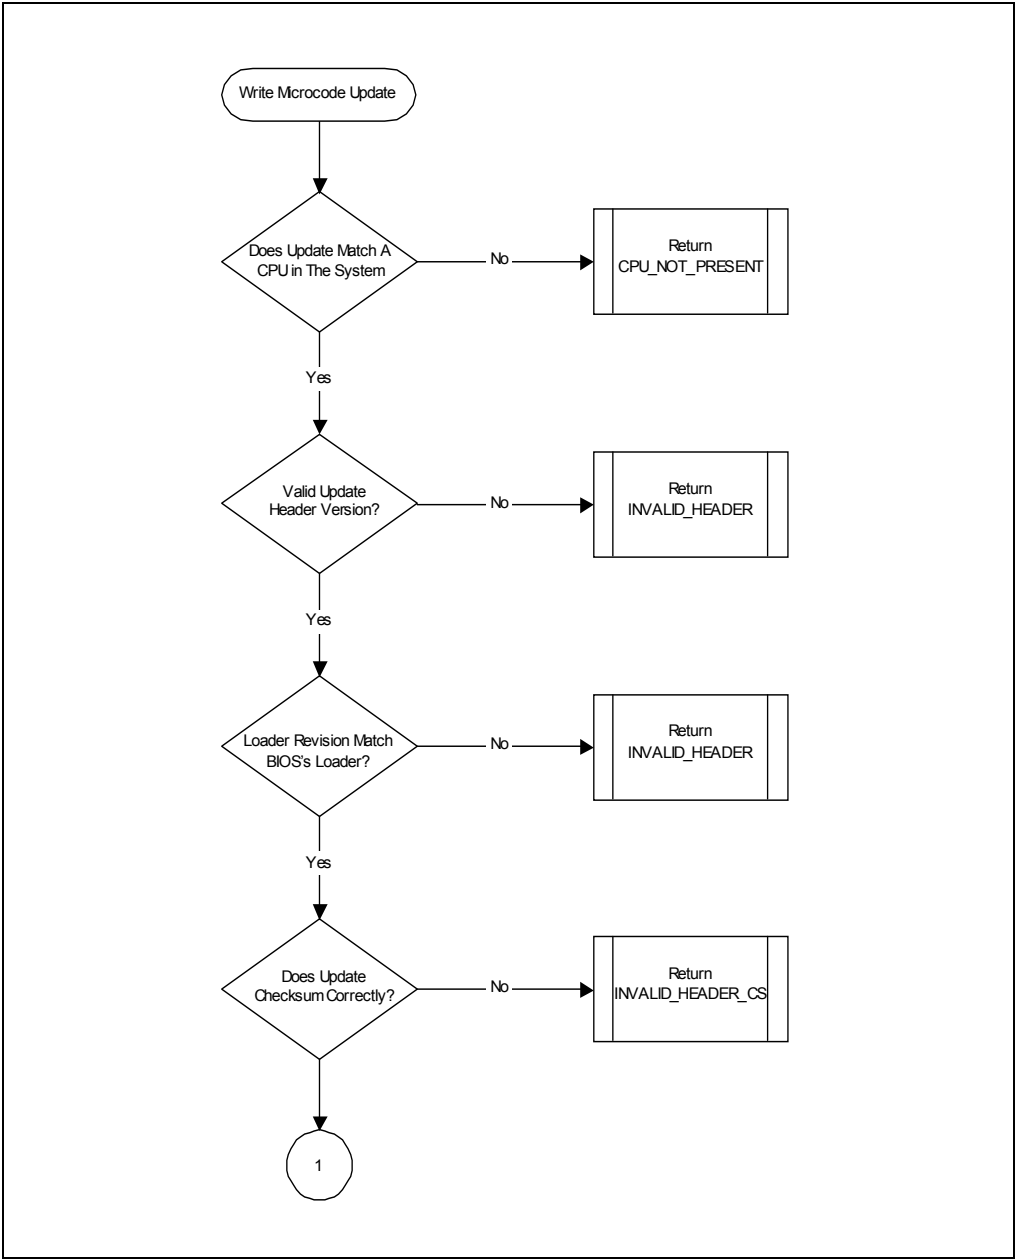 Write Microcode Update
Does Update Match A
CPU in The System
No
Return
CPU_NOT_PRESENT
Yes
Valid Update
Header Version?
No
Return
INVALID_HEADER
Yes
Loader Revision Match
BIOS's Loader?
No
Return
INVALID_HEADER
Yes
Does Update
Checksum Correctly?
No
Return
INVALID_HEADER_CS
1